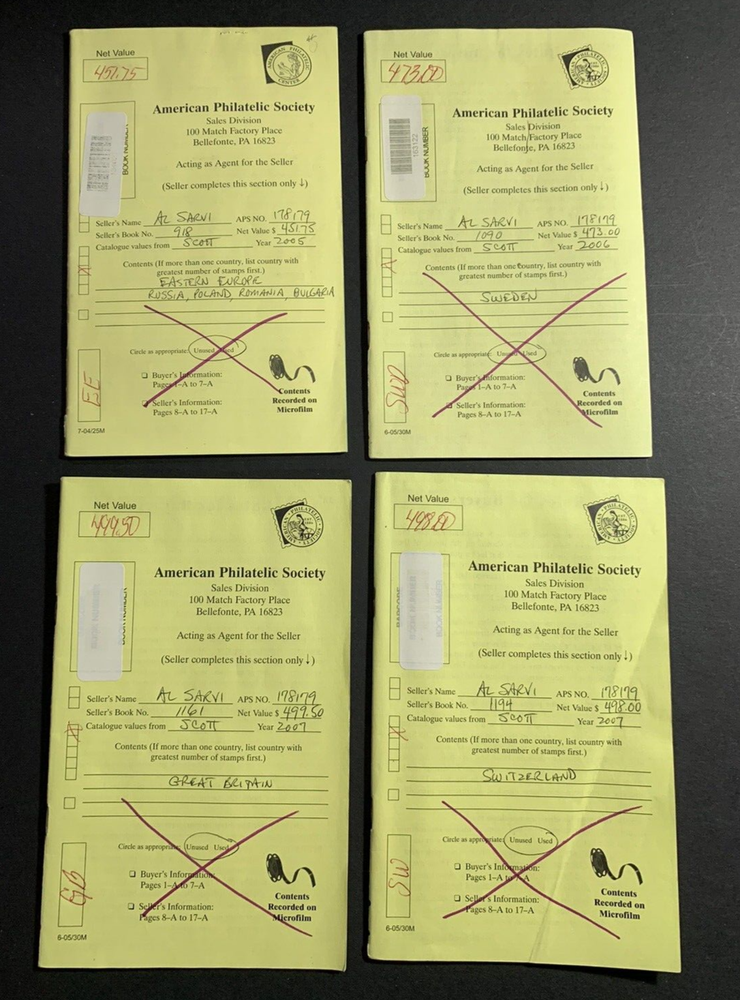 Net Value
451.75
AMERICAN PHILATELIC
American Philatelic Society
Sales Division
100 Match Factory Place
Bellefonte, PA 16823
Acting as Agent for the Seller
(Seller completes this section only ↓)
BOOK NUMBER
Seller's Name AL SARVI APS NO. 178179
Seller's Book No. 918 Net Value $ 451.75
Catalogue values from SCOTT Year 2005
Contents (If more than one country, list country with
greatest number of stamps first.)
EASTERN EUROPE
RUSSIA, POLAND, ROMANIA, BULGARIA
Circle as appropriate: Unused Used
❑ Buyer's Information:
Pages 1–A to 7–A
❑ Seller's Information:
Pages 8–A to 17–A
Contents
Recorded on
Microfilm
EE
7-04/25M
Net Value
473.00
American Philatelic Society
Sales Division
100 Match Factory Place
Bellefonte, PA 16823
Acting as Agent for the Seller
(Seller completes this section only ↓)
163122
BOOK NUMBER
Seller's Name AL SARVI APS NO. 178179
Seller's Book No. 1090 Net Value $ 473.00
Catalogue values from SCOTT Year 2006
Contents (If more than one country, list country with
greatest number of stamps first.)
SWEDEN
Circle as appropriate: Unused Used
❑ Buyer's Information:
Pages 1–A to 7–A
❑ Seller's Information:
Pages 8–A to 17–A
Contents
Recorded on
Microfilm
SWD
6-05/30M
Net Value
499.50
AMERICAN PHILATELIC SOCIETY
American Philatelic Society
Sales Division
100 Match Factory Place
Bellefonte, PA 16823
Acting as Agent for the Seller
(Seller completes this section only ↓)
BOOK NUMBER
Seller's Name AL SARVI APS NO. 178179
Seller's Book No. 1161 Net Value $ 499.50
Catalogue values from SCOTT Year 2007
Contents (If more than one country, list country with
greatest number of stamps first.)
GREAT BRITAIN
Circle as appropriate: Unused Used
❑ Buyer's Information:
Pages 1–A to 7–A
❑ Seller's Information:
Pages 8–A to 17–A
Contents
Recorded on
Microfilm
GB
6-05/30M
Net Value
498.00
AMERICAN PHILATELIC SOCIETY
American Philatelic Society
Sales Division
100 Match Factory Place
Bellefonte, PA 16823
Acting as Agent for the Seller
(Seller completes this section only ↓)
Seller's Name AL SARVI APS NO. 178179
Seller's Book No. 1194 Net Value $ 498.00
Catalogue values from SCOTT Year 2007
Contents (If more than one country, list country with
greatest number of stamps first.)
SWITZERLAND
Circle as appropriate: Unused Used
❑ Buyer's Information:
Pages 1–A to 7–A
❑ Seller's Information:
Pages 8–A to 17–A
Contents
Recorded on
Microfilm
SW
6-05/30M